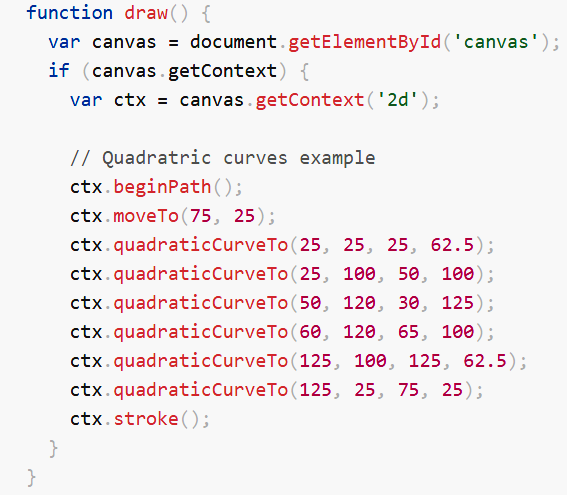 function draw() {
  var canvas = document.getElementById('canvas');
  if (canvas.getContext) {
    var ctx = canvas.getContext('2d');

    // Quadratric curves example
    ctx.beginPath();
    ctx.moveTo(75, 25);
    ctx.quadraticCurveTo(25, 25, 25, 62.5);
    ctx.quadraticCurveTo(25, 100, 50, 100);
    ctx.quadraticCurveTo(50, 120, 30, 125);
    ctx.quadraticCurveTo(60, 120, 65, 100);
    ctx.quadraticCurveTo(125, 100, 125, 62.5);
    ctx.quadraticCurveTo(125, 25, 75, 25);
    ctx.stroke();
  }
}